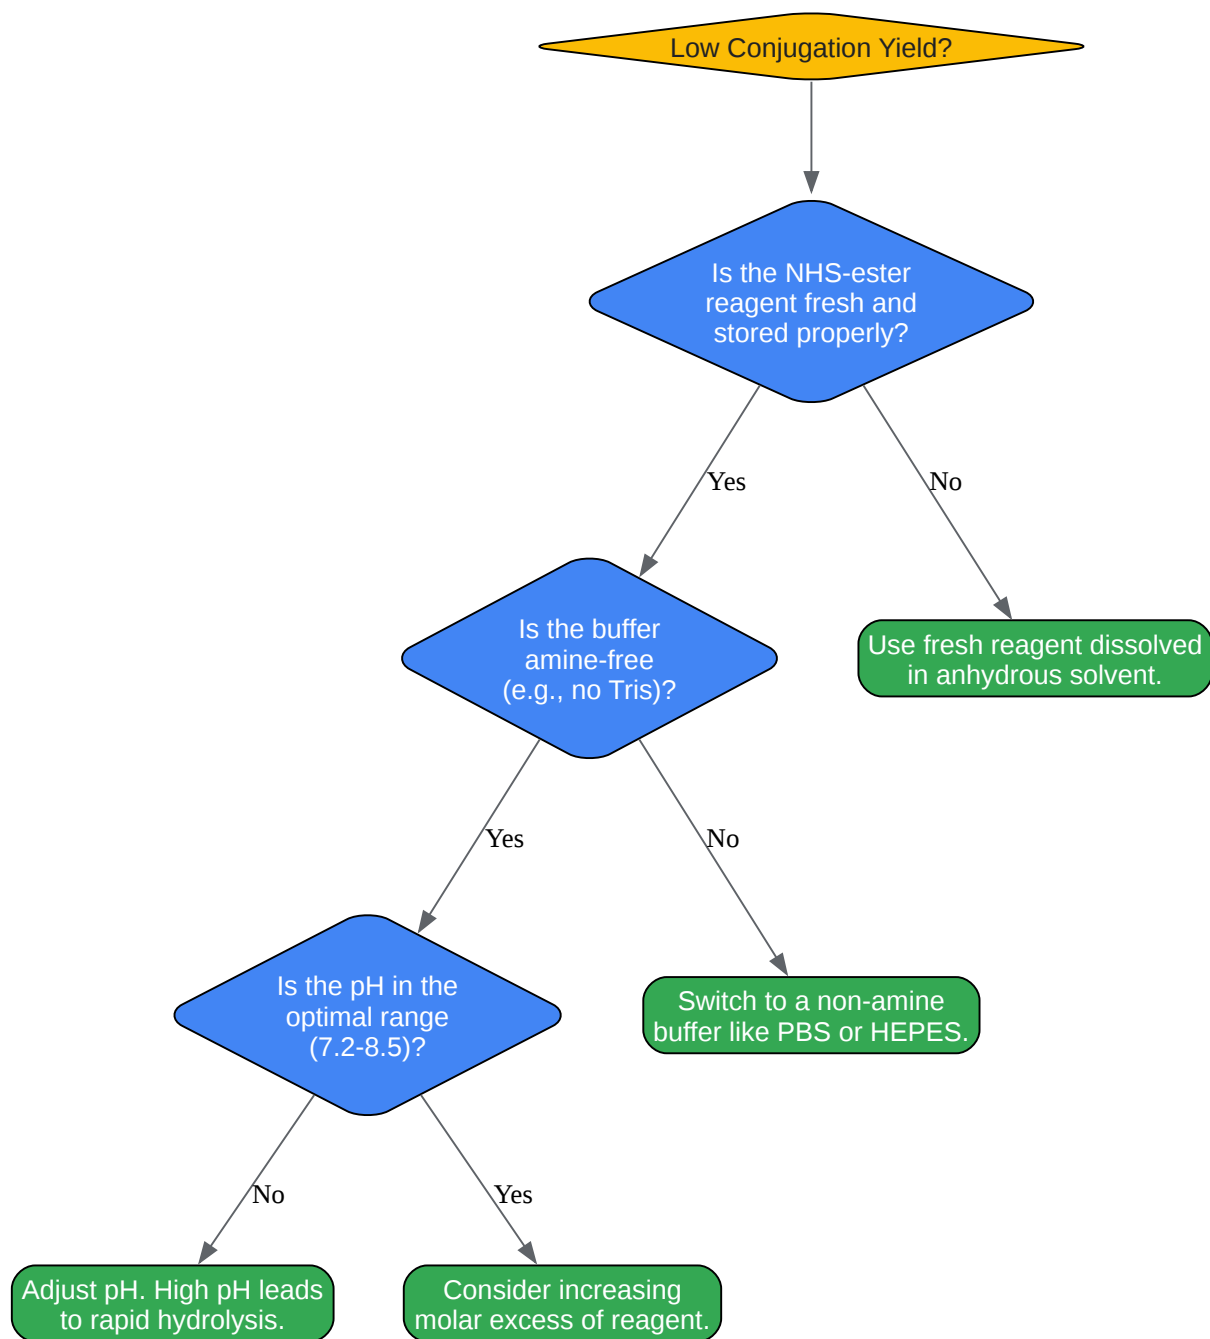 Low Conjugation Yield?
Is the NHS-ester
reagent fresh and
stored properly?
Yes
No
Is the buffer
amine-free
(e.g., no Tris)?
Use fresh reagent dissolved
in anhydrous solvent.
Yes
No
Is the pH in the
optimal range
(7.2-8.5)?
Switch to a non-amine
buffer like PBS or HEPES.
No
Yes
Adjust pH. High pH leads
to rapid hydrolysis.
Consider increasing
molar excess of reagent.